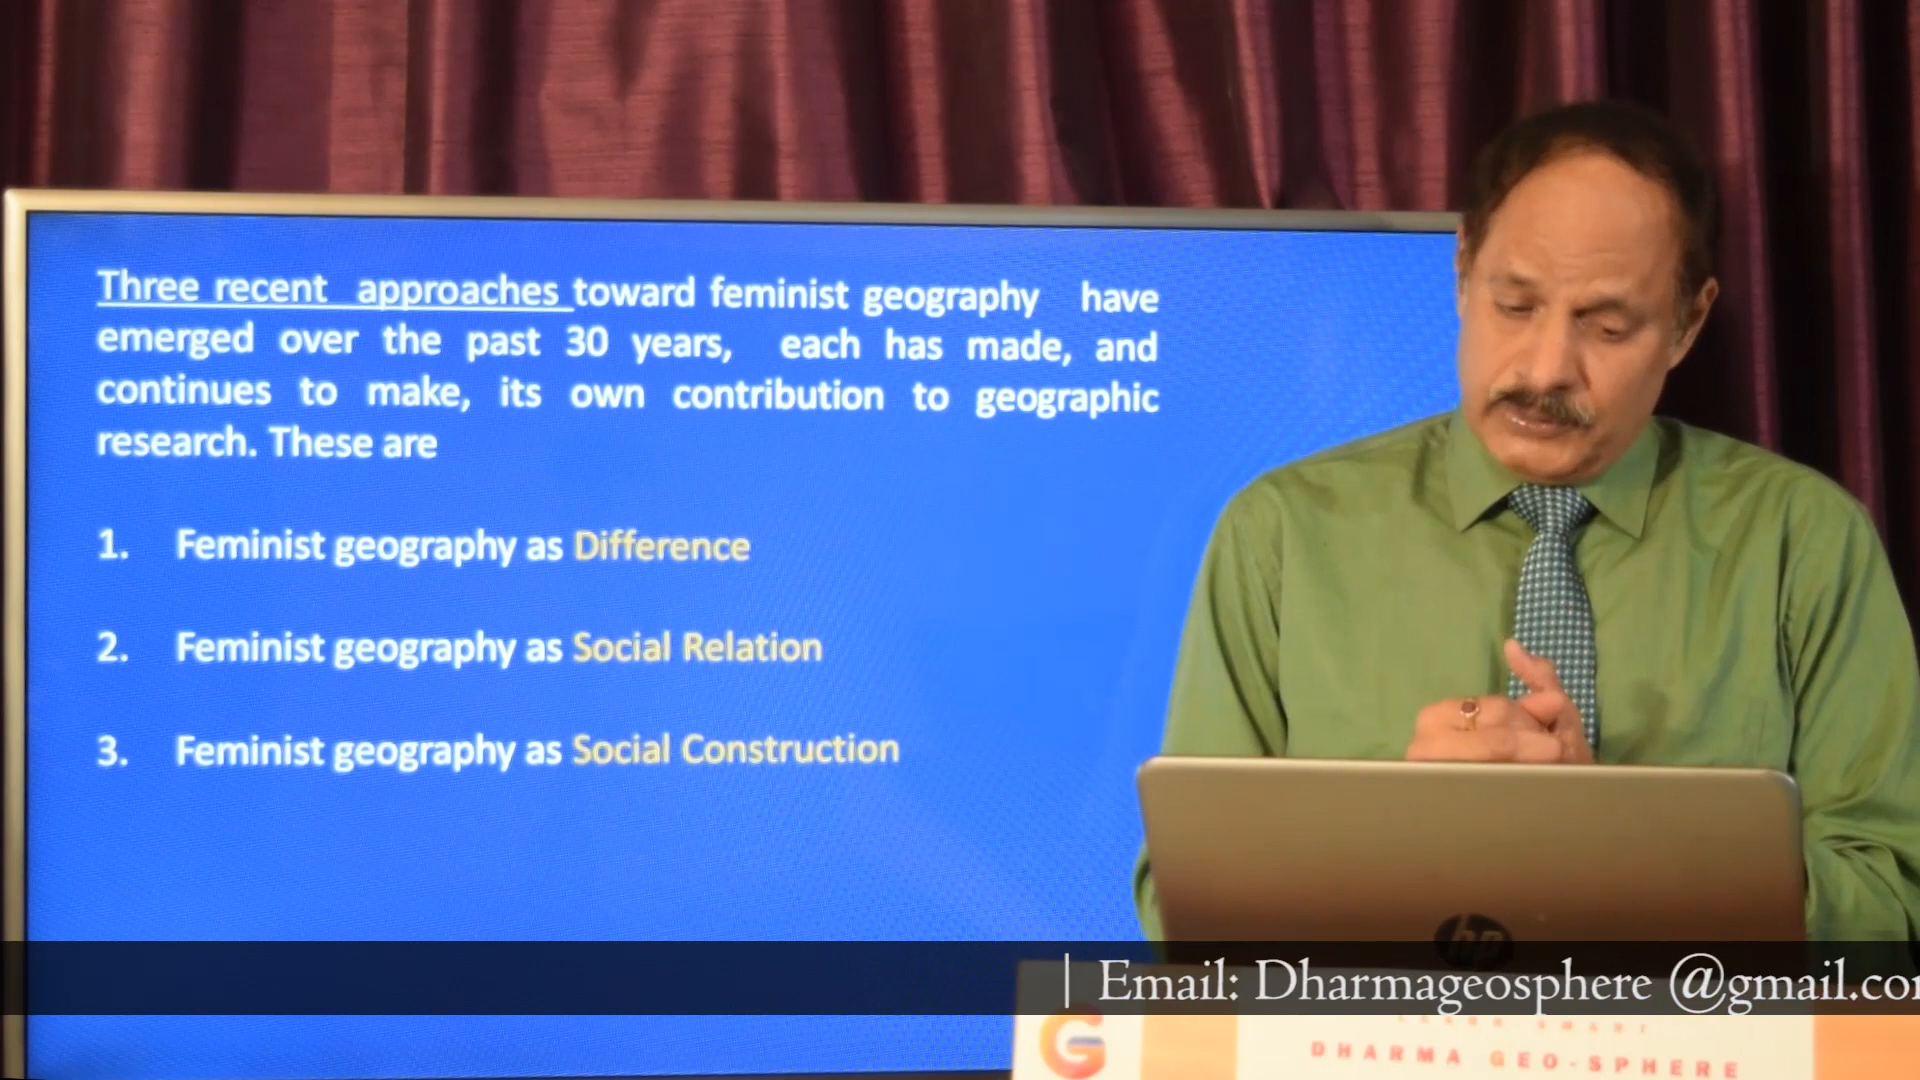 Three recent approaches toward feminist geography have
emerged over the past 30 years, each has made, and
continues to make, its own contribution to geographic
research. These are
1. Feminist geography as Difference
2. Feminist geography as Social Relation
3. Feminist geography as Social Construction
hp
| Email: Dharmageosphere @gmail.co
G
DHARMA GEO-SPHERE